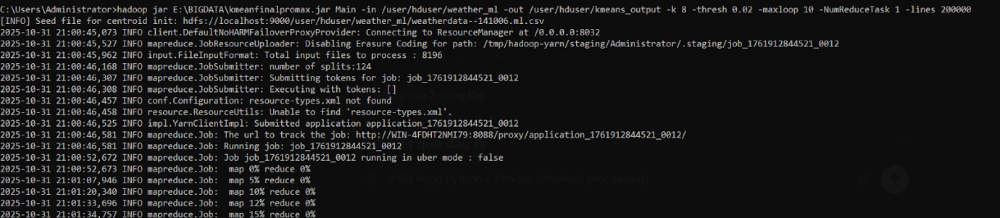 C:\Users\Administrator>hadoop jar E:\BIGDATA\kmeanfinalpromax.jar Main -in /user/hduser/weather_ml -out /user/hduser/kmeans_output -k 8 -thresh 0.02 -maxloop 10 -NumReduceTask 1 -lines 200000
[INFO] Seed file for centroid init: hdfs://localhost:9000/user/hduser/weather_ml/weatherdata--141006.ml.csv
2025-10-31 21:00:45,073 INFO client.DefaultNoHARMFailoverProxyProvider: Connecting to ResourceManager at /0.0.0.0:8032
2025-10-31 21:00:45,527 INFO mapreduce.JobResourceUploader: Disabling Erasure Coding for path: /tmp/hadoop-yarn/staging/Administrator/.staging/job_1761912844521_0012
2025-10-31 21:00:45,962 INFO input.FileInputFormat: Total input files to process : 8196
2025-10-31 21:00:46,168 INFO mapreduce.JobSubmitter: number of splits:124
2025-10-31 21:00:46,307 INFO mapreduce.JobSubmitter: Submitting tokens for job: job_1761912844521_0012
2025-10-31 21:00:46,308 INFO mapreduce.JobSubmitter: Executing with tokens: []
2025-10-31 21:00:46,457 INFO conf.Configuration: resource-types.xml not found
2025-10-31 21:00:46,458 INFO resource.ResourceUtils: Unable to find 'resource-types.xml'.
2025-10-31 21:00:46,525 INFO impl.YarnClientImpl: Submitted application application_1761912844521_0012
2025-10-31 21:00:46,581 INFO mapreduce.Job: The url to track the job: http://WIN-4FDHT2NMI79:8088/proxy/application_1761912844521_0012/
2025-10-31 21:00:46,581 INFO mapreduce.Job: Running job: job_1761912844521_0012
2025-10-31 21:00:52,672 INFO mapreduce.Job: Job job_1761912844521_0012 running in uber mode : false
2025-10-31 21:00:52,673 INFO mapreduce.Job:  map 0% reduce 0%
2025-10-31 21:01:07,946 INFO mapreduce.Job:  map 5% reduce 0%
2025-10-31 21:01:20,340 INFO mapreduce.Job:  map 10% reduce 0%
2025-10-31 21:01:33,696 INFO mapreduce.Job:  map 12% reduce 0%
2025-10-31 21:01:34,757 INFO mapreduce.Job:  map 15% reduce 0%
sau 7 vòng lặp
quả đầu ra
+ Sử dụng Python + Pandas (chunked processing)